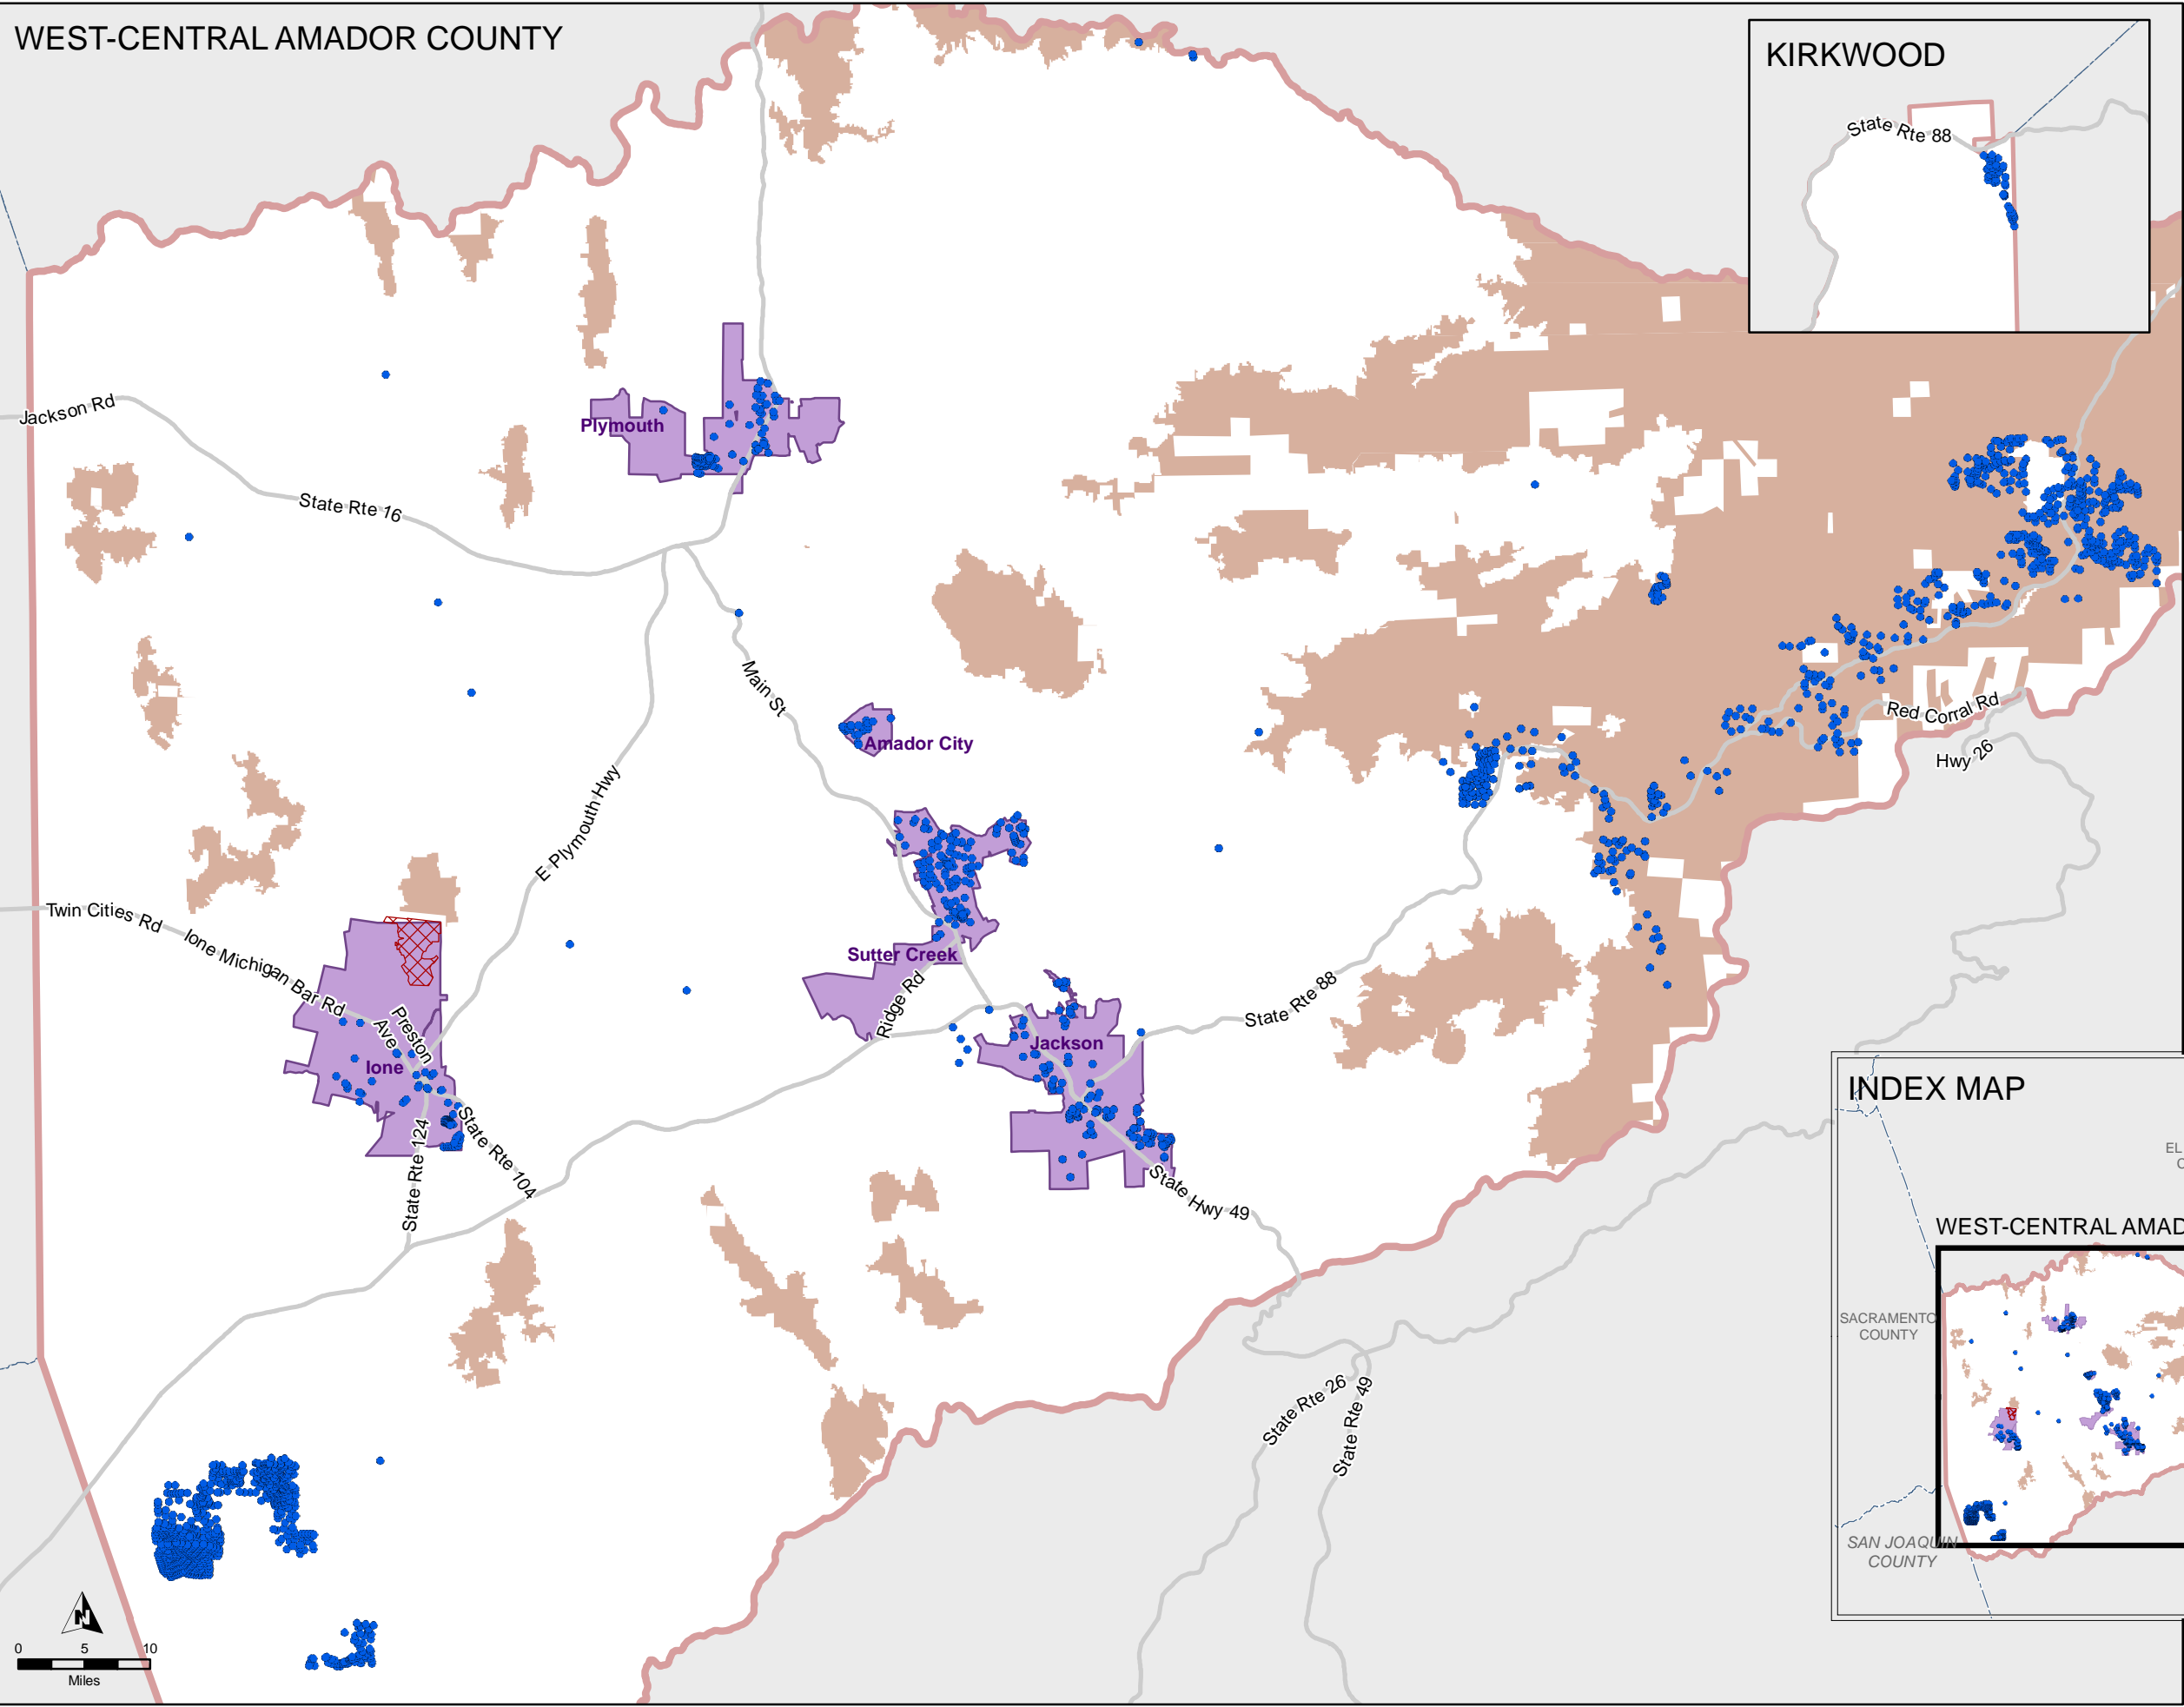 WEST-CENTRAL AMADOR COUNTY
KIRKWOOD
State Rte 88
Jackson Rd
Plymouth
State Rte 16
Main St
Red Corral Rd
Amador City
Hwy 26
E Plymouth Hwy
Twin Cities Rd
Ione Michigan Bar Rd
Sutter Creek
Ridge Rd
State Rte 88
Preston
Ave
Jackson
Ione
INDEX MAP
State Rte 124
State Rte 104
EL
C
State Hwy 49
WEST-CENTRAL AMAD
SACRAMENTO
COUNTY
State Rte 26
State Rte 49
SAN JOAQUIN
COUNTY
N
0 5 10
Miles